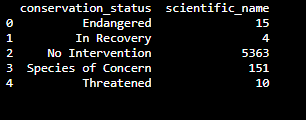 conservation_status scientific_name
0 Endangered 15
1 In Recovery 4
2 No Intervention 5363
3 Species of Concern 151
4 Threatened 10